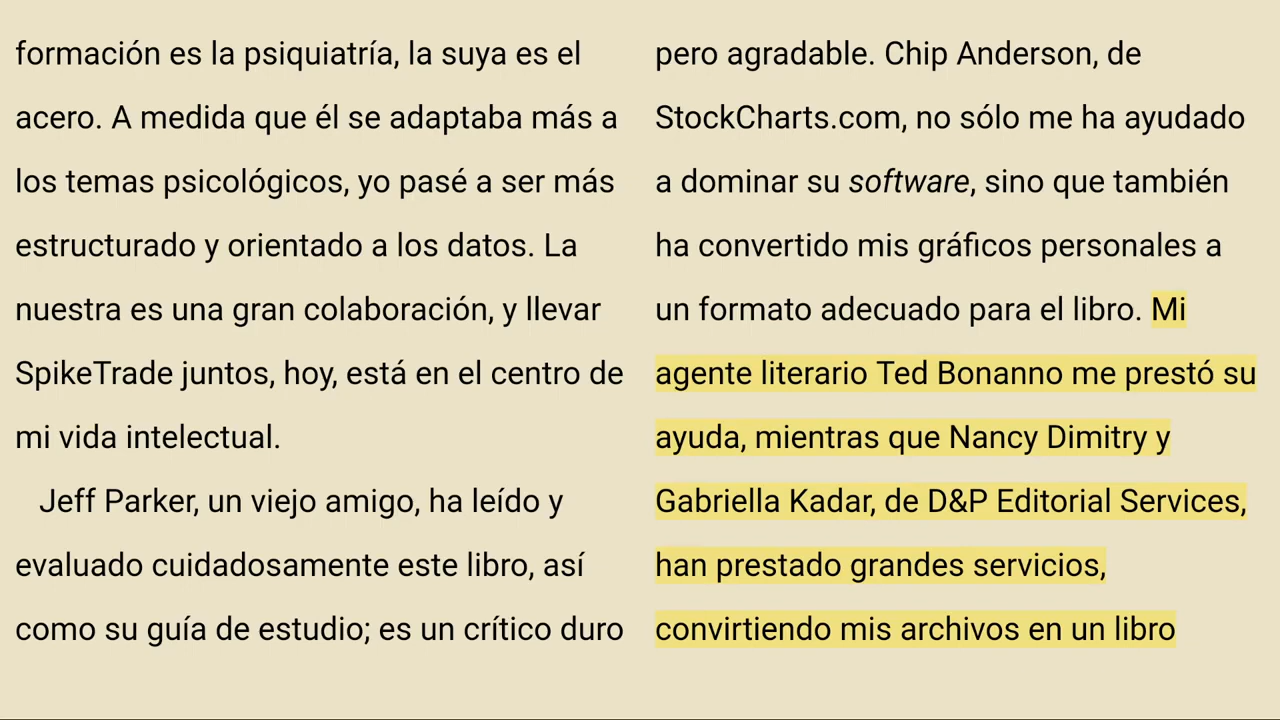 formación es la psiquiatría, la suya es el
acero. A medida que él se adaptaba más a
los temas psicológicos, yo pasé a ser más
estructurado y orientado a los datos. La
nuestra es una gran colaboración, y llevar
SpikeTrade juntos, hoy, está en el centro de
mi vida intelectual.
Jeff Parker, un viejo amigo, ha leído y
evaluado cuidadosamente este libro, así
como su guía de estudio; es un crítico duro
pero agradable. Chip Anderson, de
StockCharts.com, no sólo me ha ayudado
a dominar su software, sino que también
ha convertido mis gráficos personales a
un formato adecuado para el libro. Mi
agente literario Ted Bonanno me prestó su
ayuda, mientras que Nancy Dimitry y
Gabriella Kadar, de D&P Editorial Services,
han prestado grandes servicios,
convirtiendo mis archivos en un libro